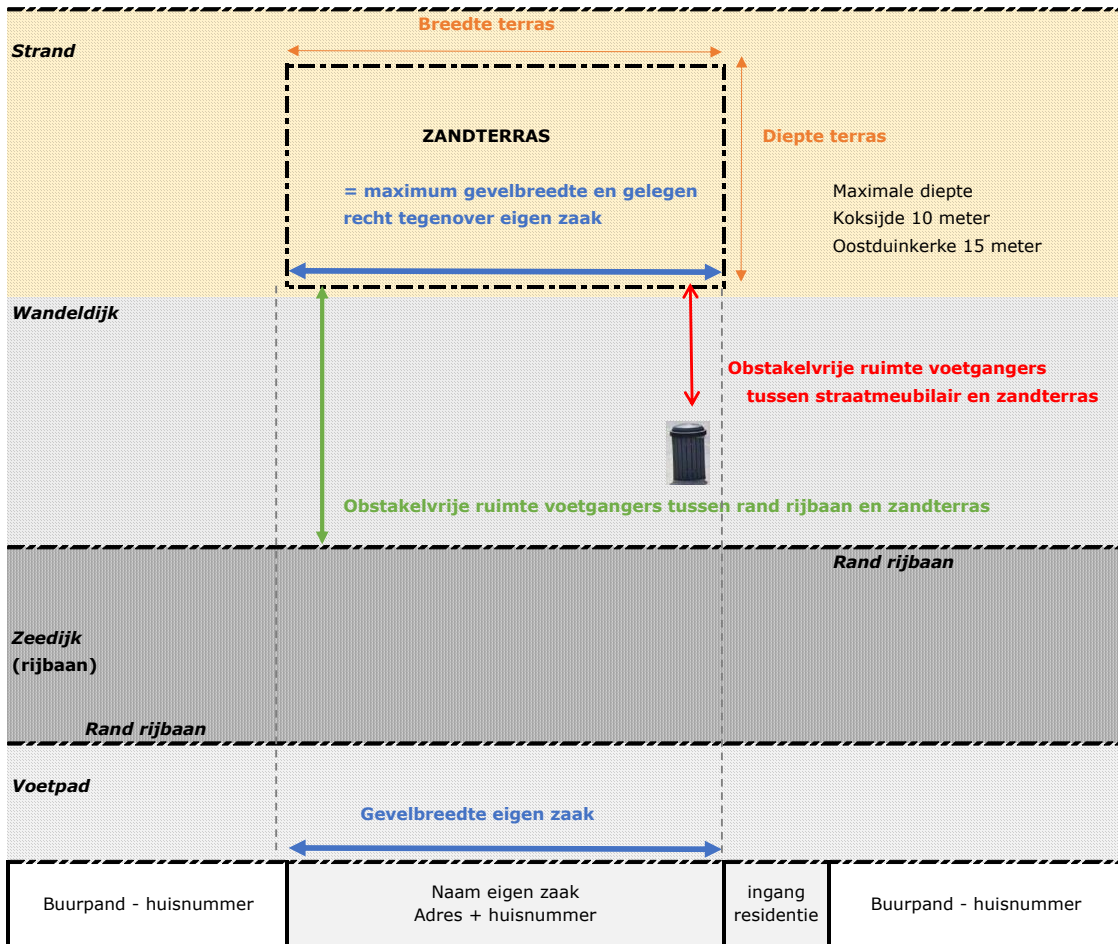 Breedte terras
Strand
ZANDTERRAS
Diepte terras
= maximum gevelbreedte en gelegen
recht tegenover eigen zaak
Maximale diepte
Koksijde 10 meter
Oostduinkerke 15 meter
Wandeldijk
Obstakelvrije ruimte voetgangers
tussen straatmeubilair en zandterras
Obstakelvrije ruimte voetgangers tussen rand rijbaan en zandterras
Rand rijbaan
Zeedijk
(rijbaan)
Rand rijbaan
Voetpad
Gevelbreedte eigen zaak
Buurpand - huisnummer
Naam eigen zaak
Adres + huisnummer
ingang
residentie
Buurpand - huisnummer